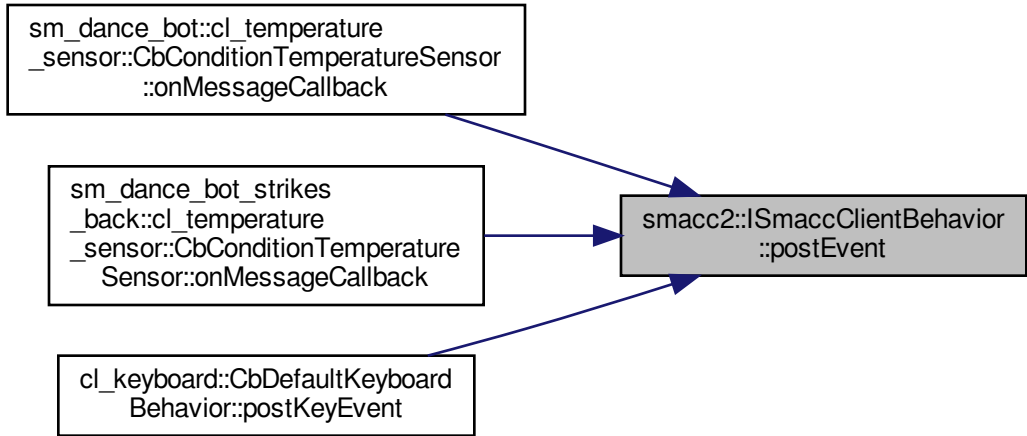 sm_dance_bot::cl_temperature
_sensor::CbConditionTemperatureSensor
::onMessageCallback
sm_dance_bot_strikes
_back::cl_temperature
_sensor::CbConditionTemperature
Sensor::onMessageCallback
cl_keyboard::CbDefaultKeyboard
Behavior::postKeyEvent
smacc2::ISmaccClientBehavior
::postEvent